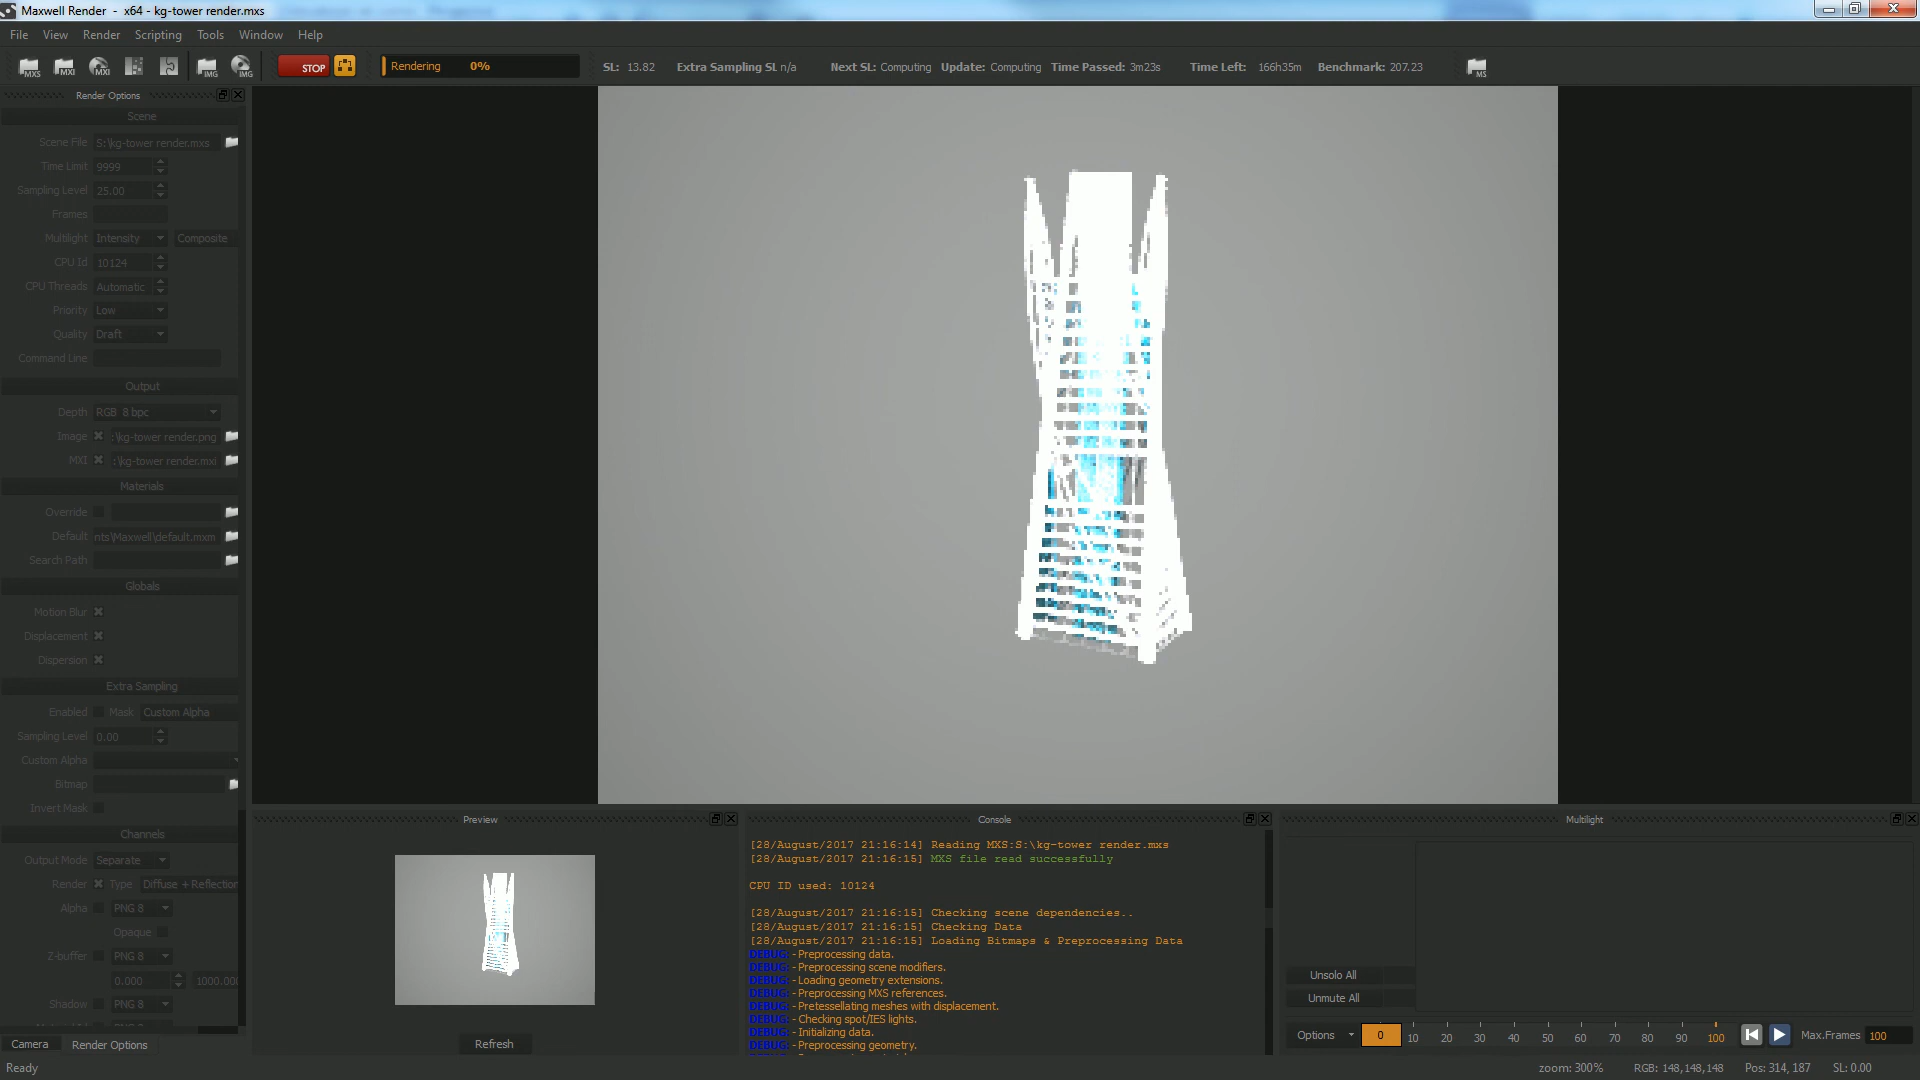 Maxwell Render  -  x64 - kg-tower render.mxs
File View Render Scripting Tools Window Help
MXS MXI MXI IMG IMG STOP Rendering 0% SL: 13.82 Extra Sampling SL n/a Next SL: Computing Update: Computing Time Passed: 3m23s Time Left: 166h35m Benchmark: 207.23 MS
Render Options
Scene
Scene File S:\kg-tower render.mxs
Time Limit 9999
Sampling Level 25.00
Frames
Multilight Intensity Composite
CPU Id 10124
CPU Threads Automatic
Priority Low
Quality Draft
Command Line
Output
Depth RGB 8 bpc
Image :\kg-tower render.png
MXI :\kg-tower render.mxi
Materials
Override
Default nts\Maxwell\default.mxm
Search Path
Globals
Motion Blur
Displacement
Dispersion
Extra Sampling
Enabled Mask Custom Alpha
Sampling Level 0.00
Custom Alpha
Bitmap
Invert Mask
Channels
Output Mode Separate
Render Type Diffuse + Reflection
Alpha PNG 8
Opaque
Z-buffer PNG 8
0.000 1000.000
Shadow PNG 8
Camera Render Options
Preview
Refresh
Console
[28/August/2017 21:16:14] Reading MXS:S:\kg-tower render.mxs
[28/August/2017 21:16:15] MXS file read successfully
CPU ID used: 10124
[28/August/2017 21:16:15] Checking scene dependencies..
[28/August/2017 21:16:15] Checking Data
[28/August/2017 21:16:15] Loading Bitmaps & Preprocessing Data
DEBUG: - Preprocessing data.
DEBUG: - Preprocessing scene modifiers.
DEBUG: - Loading geometry extensions.
DEBUG: - Preprocessing MXS references.
DEBUG: - Pretessellating meshes with displacement.
DEBUG: - Checking spot/IES lights.
DEBUG: - Initializing data.
DEBUG: - Preprocessing geometry.
Multilight
Unsolo All
Unmute All
Options 0 10 20 30 40 50 60 70 80 90 100 Max.Frames 100
Ready zoom: 300% RGB: 148,148,148 Pos: 314, 187 SL: 0.00